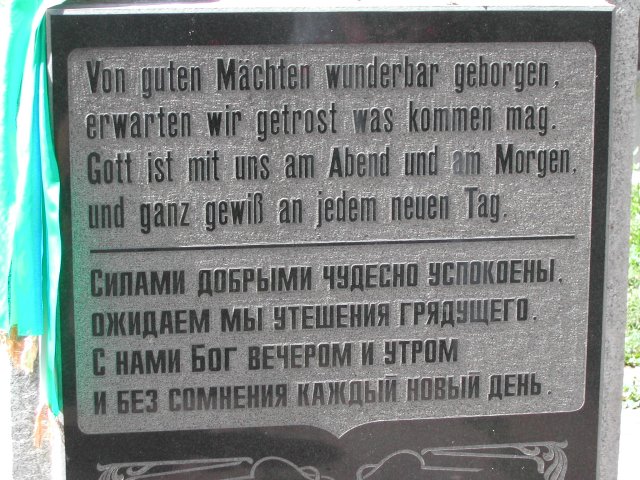 Von guten Mächten wunderbar geborgen,
erwarten wir getrost was kommen mag.
Gott ist mit uns am Abend und am Morgen,
und ganz gewiß an jedem neuen Tag.
Силами добрыми чудесно успокоены,
ожидаем мы утешения грядущего.
С нами Бог вечером и утром
и без сомнения каждый новый день.